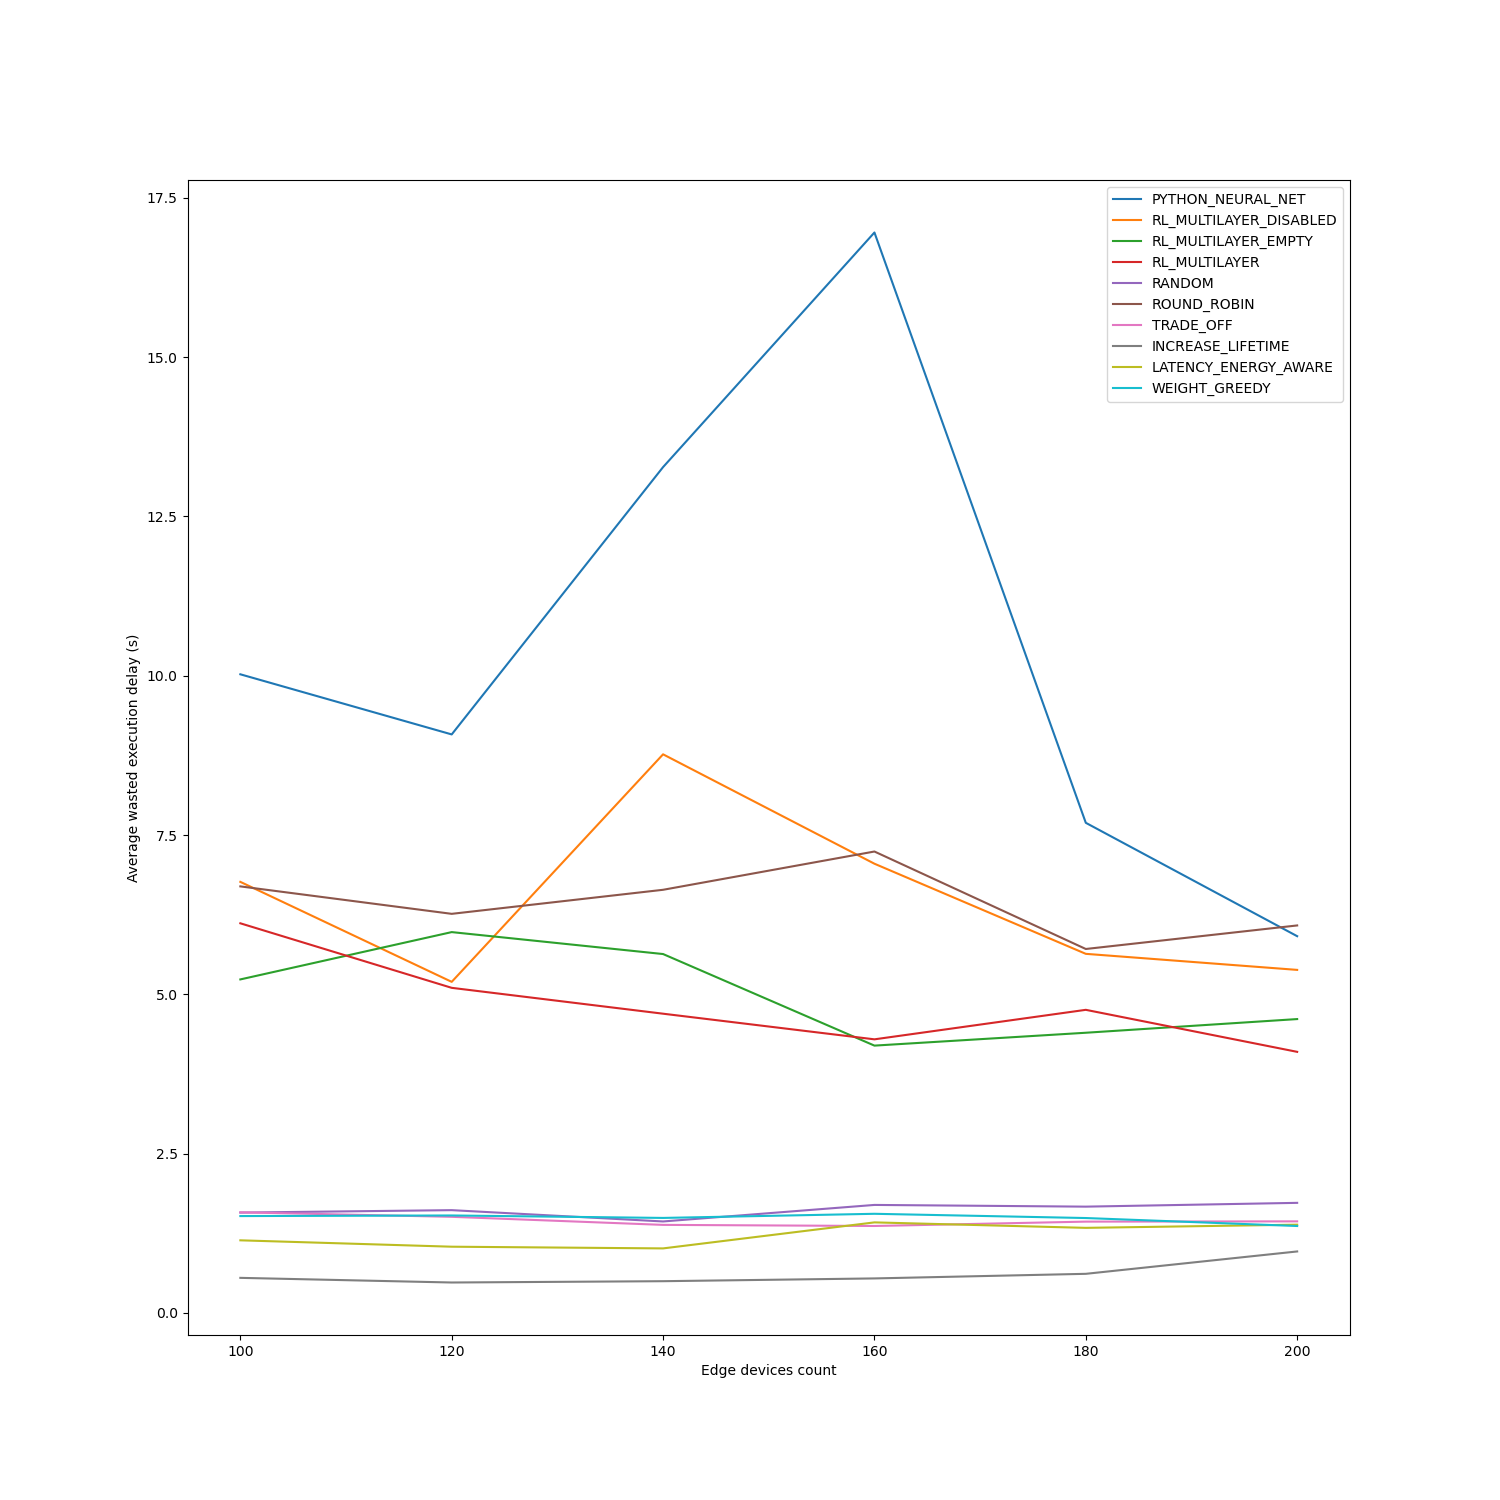 17.5
15.0
12.5
10.0
7.5
5.0
2.5
0.0
Average wasted execution delay (s)
PYTHON_NEURAL_NET
RL_MULTILAYER_DISABLED
RL_MULTILAYER_EMPTY
RL_MULTILAYER
RANDOM
ROUND_ROBIN
TRADE_OFF
INCREASE_LIFETIME
LATENCY_ENERGY_AWARE
WEIGHT_GREEDY
100 120 140 160 180 200
Edge devices count